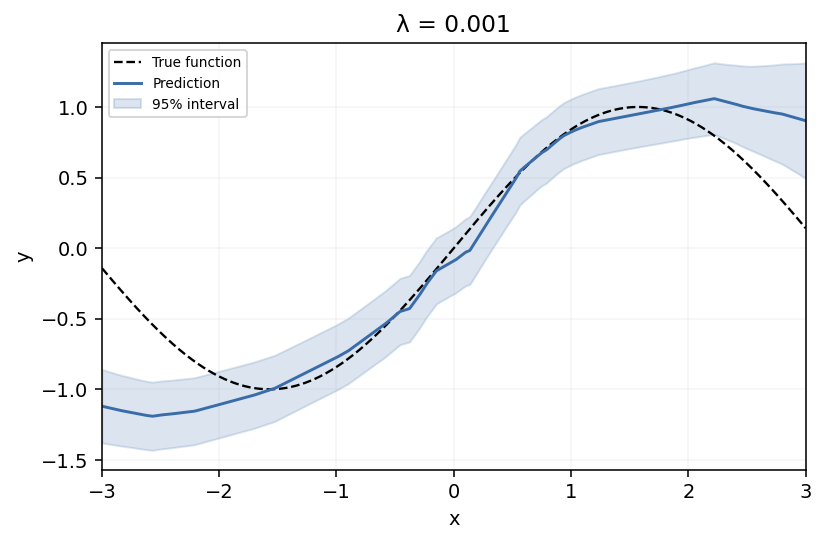 λ = 0.001
True function
Prediction
95% interval
1.0
0.5
0.0
−0.5
−1.0
−1.5
y
−3
−2
−1
0
1
2
3
x